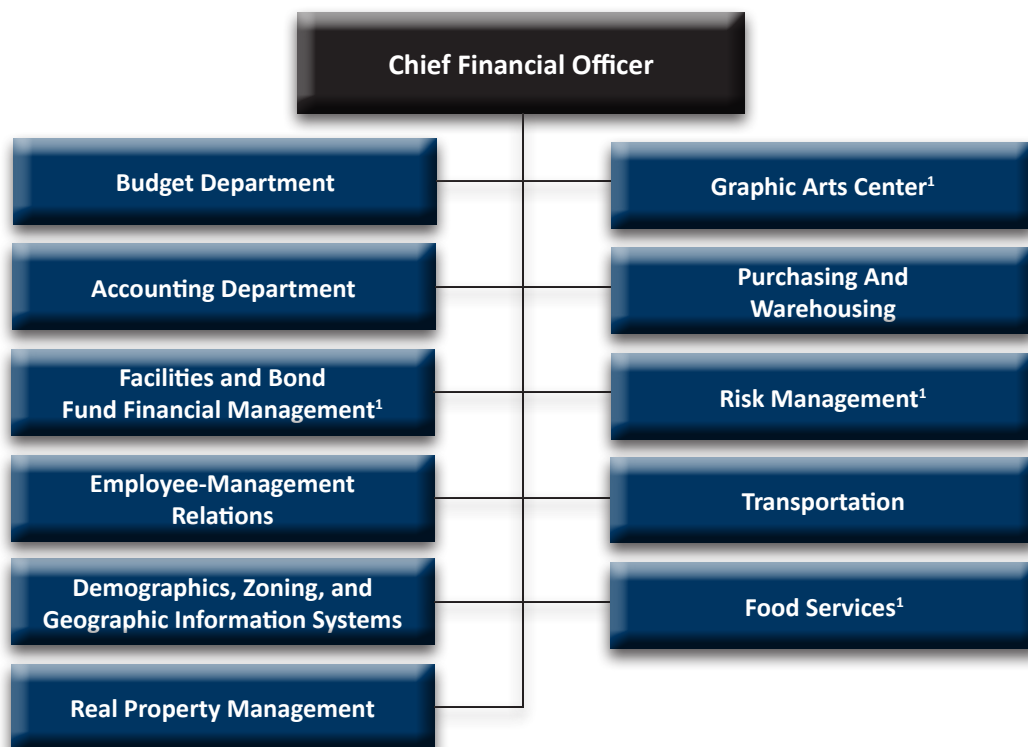 Chief Financial Officer
Budget Department
Graphic Arts Center¹
Accounting Department
Purchasing And
Warehousing
Facilities and Bond
Fund Financial Management¹
Risk Management¹
Employee-Management
Relations
Transportation
Demographics, Zoning, and
Geographic Information Systems
Food Services¹
Real Property Management